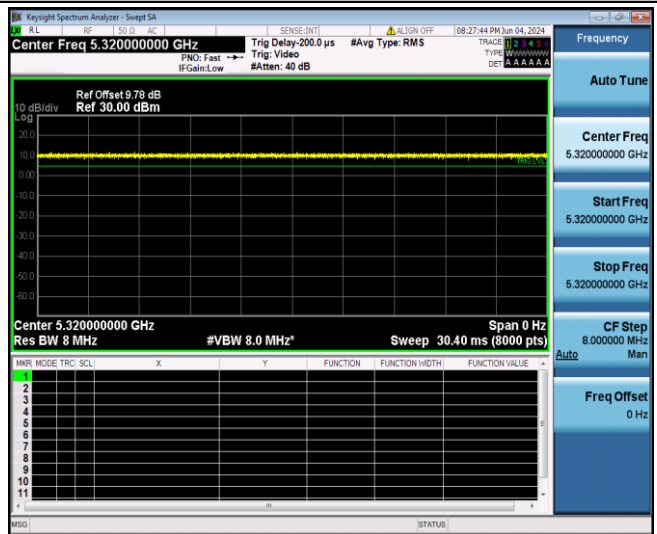 Keysight Spectrum Analyzer - Swept SA
RL RF 50 Ω AC SENSE:INT ALIGN OFF 08:27:44 PM Jun 04, 2024
Center Freq 5.320000000 GHz
PNO: Fast
IFGain:Low
Trig Delay-200.0 µs
Trig: Video
#Atten: 40 dB
#Avg Type: RMS
TRACE 1 2 3 4 5 6
TYPE
DET A A A A A A
Ref Offset 9.78 dB
10 dB/div Ref 30.00 dBm
Log
20.0
10.0
TRIG LVL
0.00
-10.0
-20.0
-30.0
-40.0
-50.0
-60.0
Center 5.320000000 GHz Span 0 Hz
Res BW 8 MHz #VBW 8.0 MHz* Sweep 30.40 ms (8000 pts)
MKR MODE TRC SCL X Y FUNCTION FUNCTION WIDTH FUNCTION VALUE
1
2
3
4
5
6
7
8
9
10
11
MSG STATUS
Frequency
Auto Tune
Center Freq
5.320000000 GHz
Start Freq
5.320000000 GHz
Stop Freq
5.320000000 GHz
CF Step
8.000000 MHz
Auto Man
Freq Offset
0 Hz